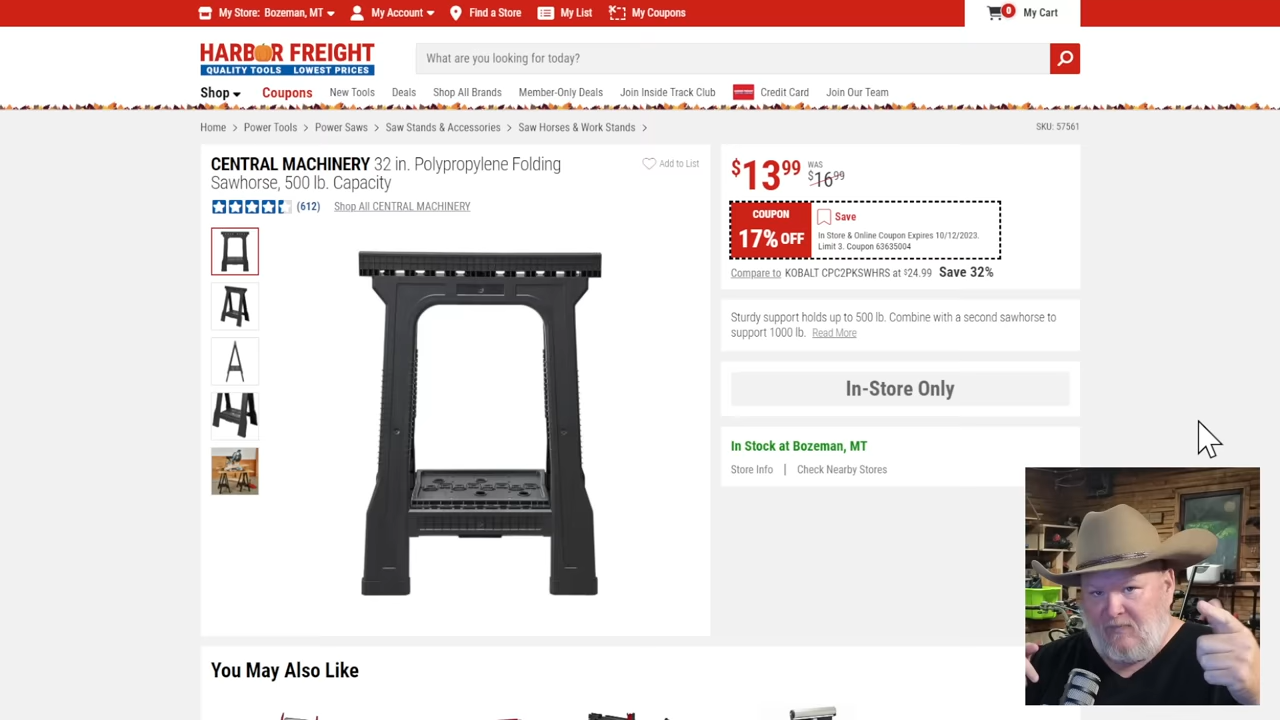 My Store: Bozeman, MT
My Account
Find a Store
My List
My Coupons
0
My Cart
HARBOR FREIGHT
QUALITY TOOLS LOWEST PRICES
What are you looking for today?
Shop
Coupons
New Tools
Deals
Shop All Brands
Member-Only Deals
Join Inside Track Club
Credit Card
Join Our Team
Home > Power Tools > Power Saws > Saw Stands & Accessories > Saw Horses & Work Stands >
SKU: 57561
CENTRAL MACHINERY 32 in. Polypropylene Folding
Sawhorse, 500 lb. Capacity
Add to List
(612)
Shop All CENTRAL MACHINERY
$13.99
WAS
$16.99
COUPON
17% OFF
Save
In Store & Online Coupon Expires 10/12/2023.
Limit 3. Coupon 63635004
Compare to KOBALT CPC2PKSWHRS at $24.99 Save 32%
Sturdy support holds up to 500 lb. Combine with a second sawhorse to
support 1000 lb. Read More
In-Store Only
In Stock at Bozeman, MT
Store Info | Check Nearby Stores
You May Also Like